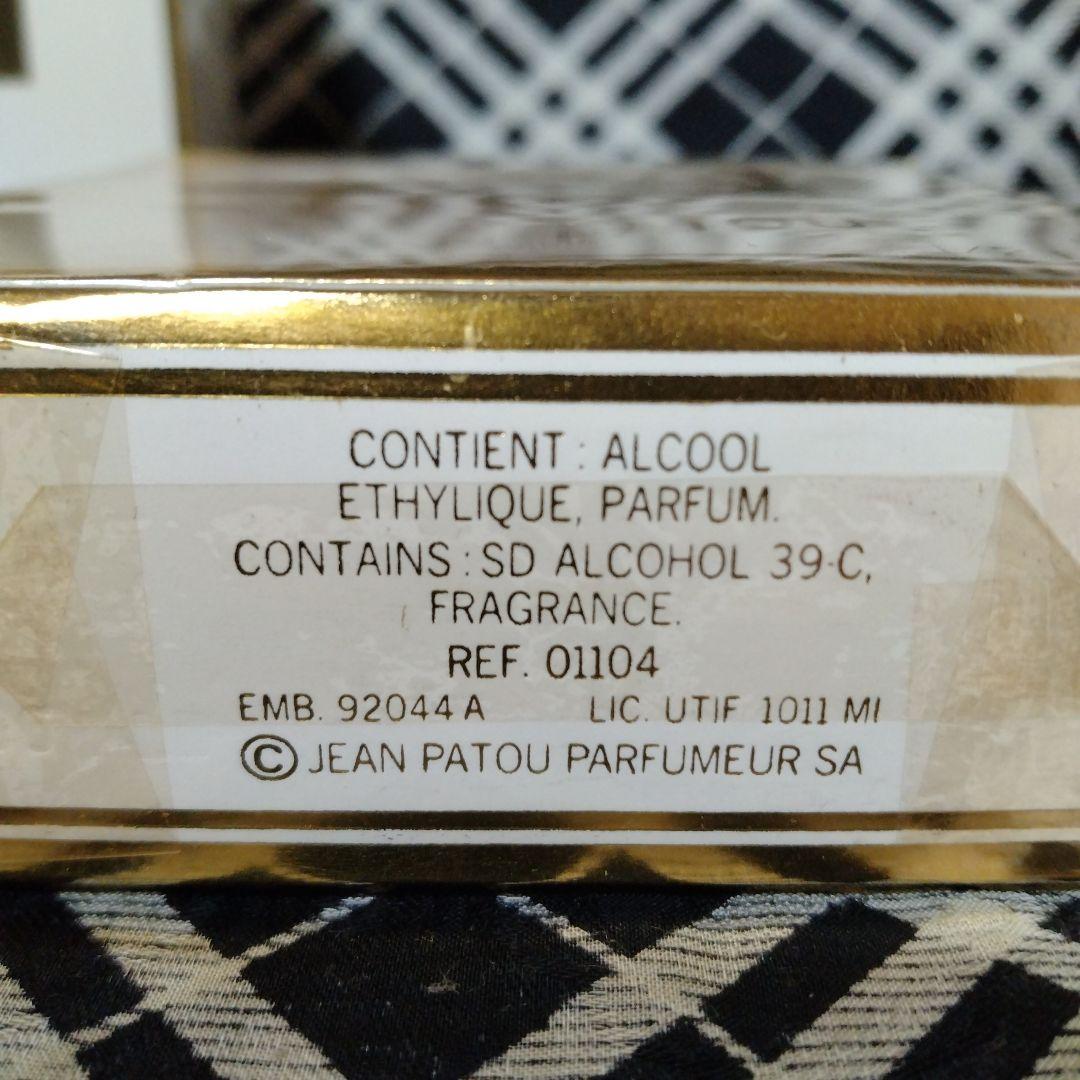 CONTIENT : ALCOOL
ETHYLIQUE, PARFUM.
CONTAINS : SD ALCOHOL 39-C,
FRAGRANCE.
REF. 01104
EMB. 92044 A LIC. UTIF 1011 MI
© JEAN PATOU PARFUMEUR SA